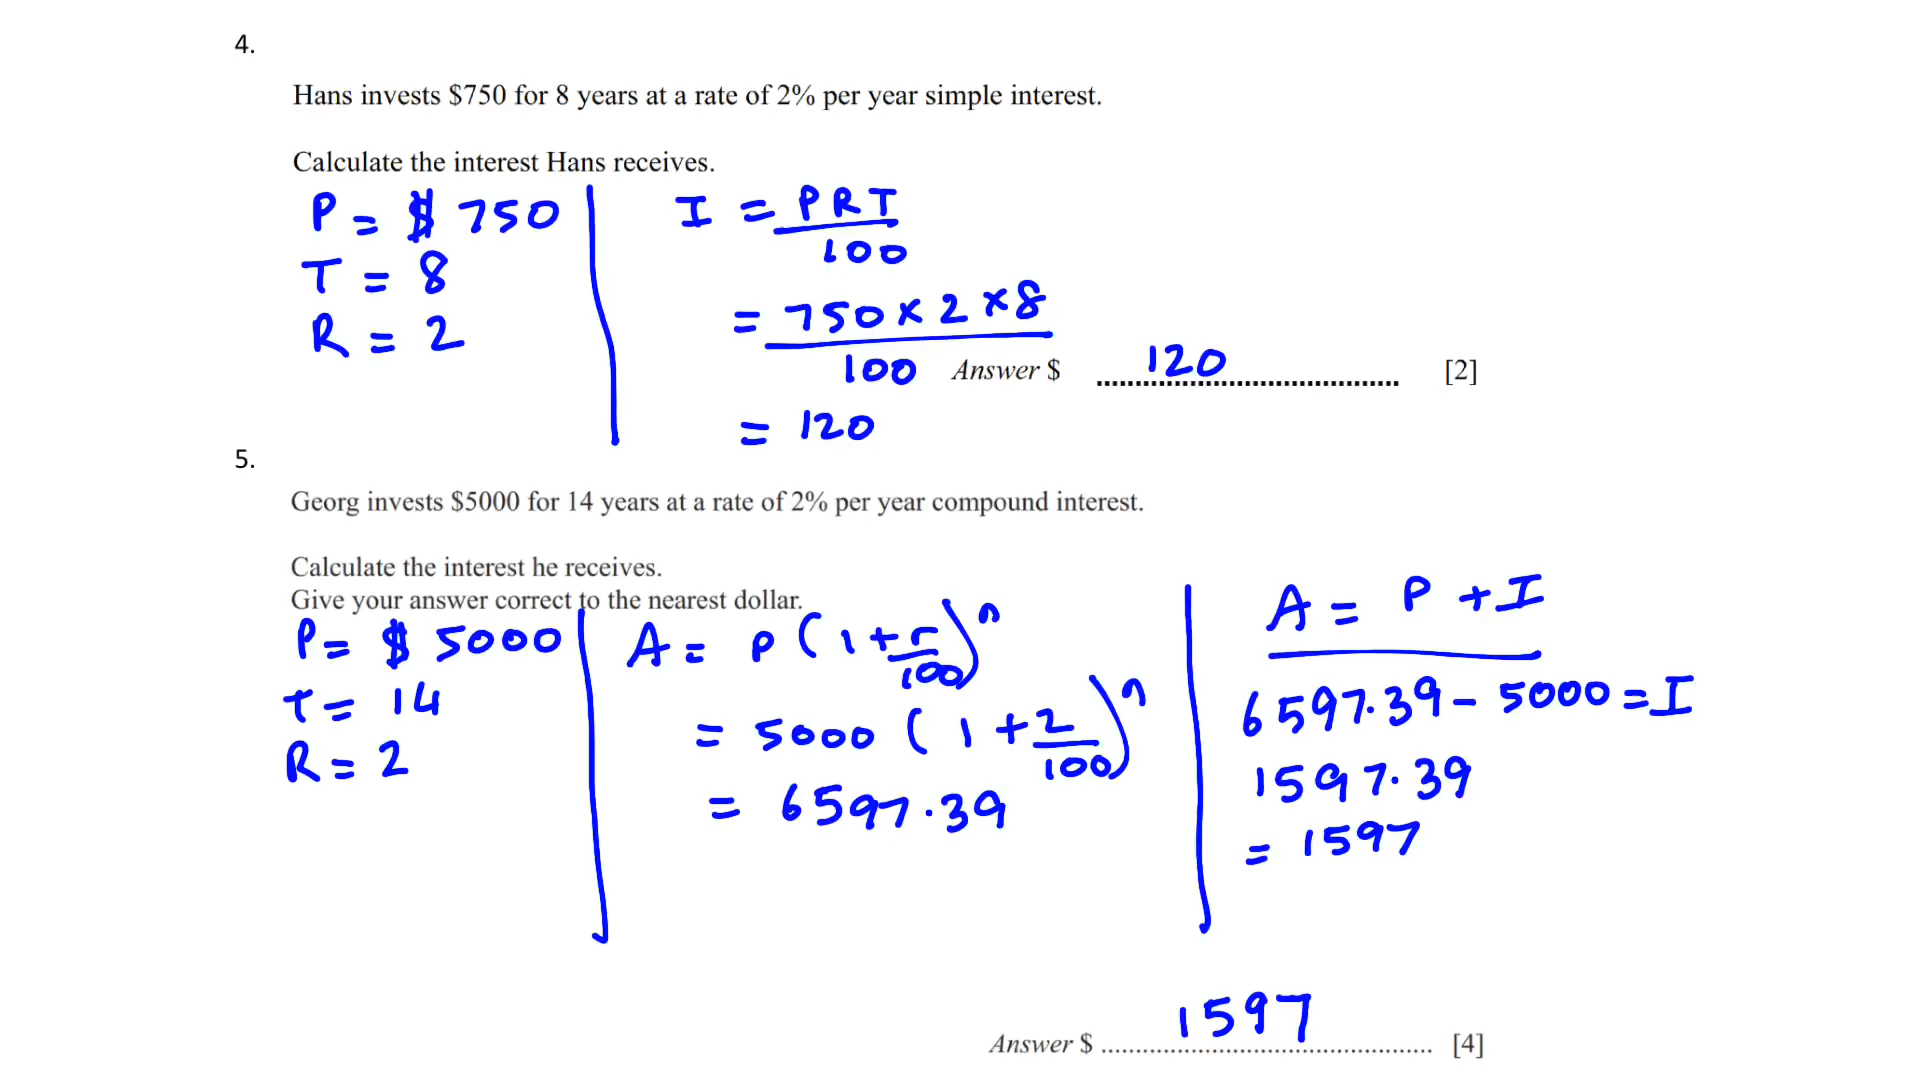 4.
Hans invests $750 for 8 years at a rate of 2% per year simple interest.
Calculate the interest Hans receives.
P = $ 750
T = 8
R = 2
I = PRT
100
= 750 × 2 × 8
100
Answer $ 120 [2]
= 120
5.
Georg invests $5000 for 14 years at a rate of 2% per year compound interest.
Calculate the interest he receives.
Give your answer correct to the nearest dollar.
P = $ 5000
T = 14
R = 2
A = P(1+r/100)^n
= 5000 (1+2/100)^n
= 6597.39
A = P + I
6597.39 - 5000 = I
1597.39
= 1597
Answer $ 1597 [4]